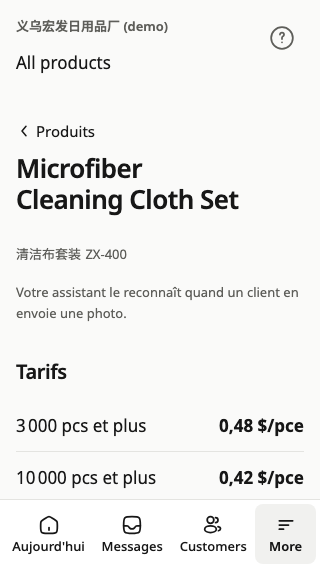 义乌宏发日用品厂 (demo)
All products
Produits
Microfiber
Cleaning Cloth Set
清洁布套装 ZX-400
Votre assistant le reconnaît quand un client en
envoie une photo.
Tarifs
3 000 pcs et plus 0,48 $/pce
10 000 pcs et plus 0,42 $/pce
Aujourd'hui Messages Customers More